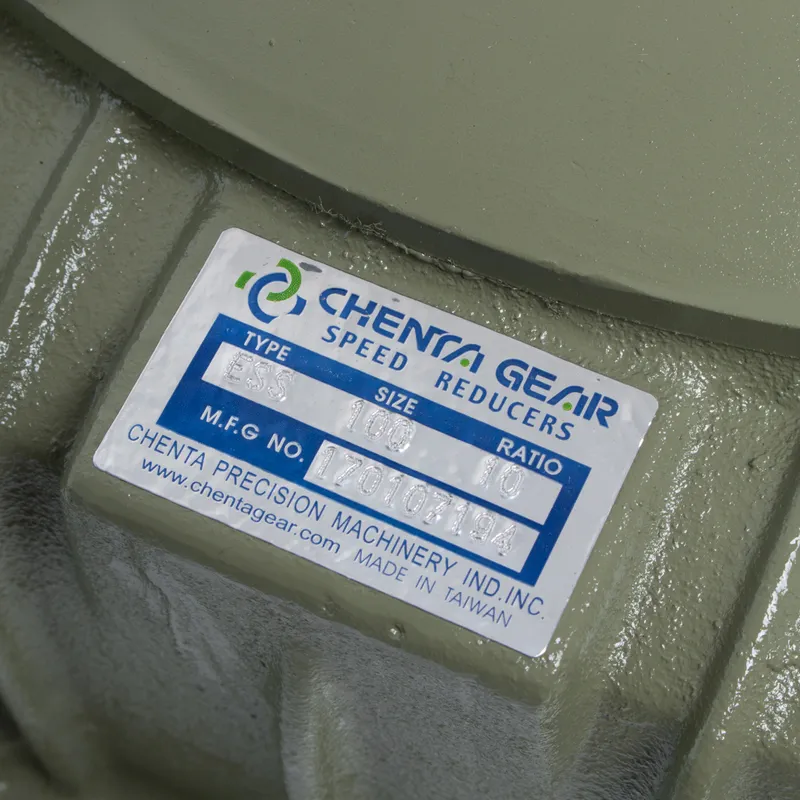 CHENTA GEAR
SPEED REDUCERS
TYPE SIZE RATIO
ESS 100 10
M.F.G NO. 170107194
CHENTA PRECISION MACHINERY IND.INC.
www.chentagear.com MADE IN TAIWAN